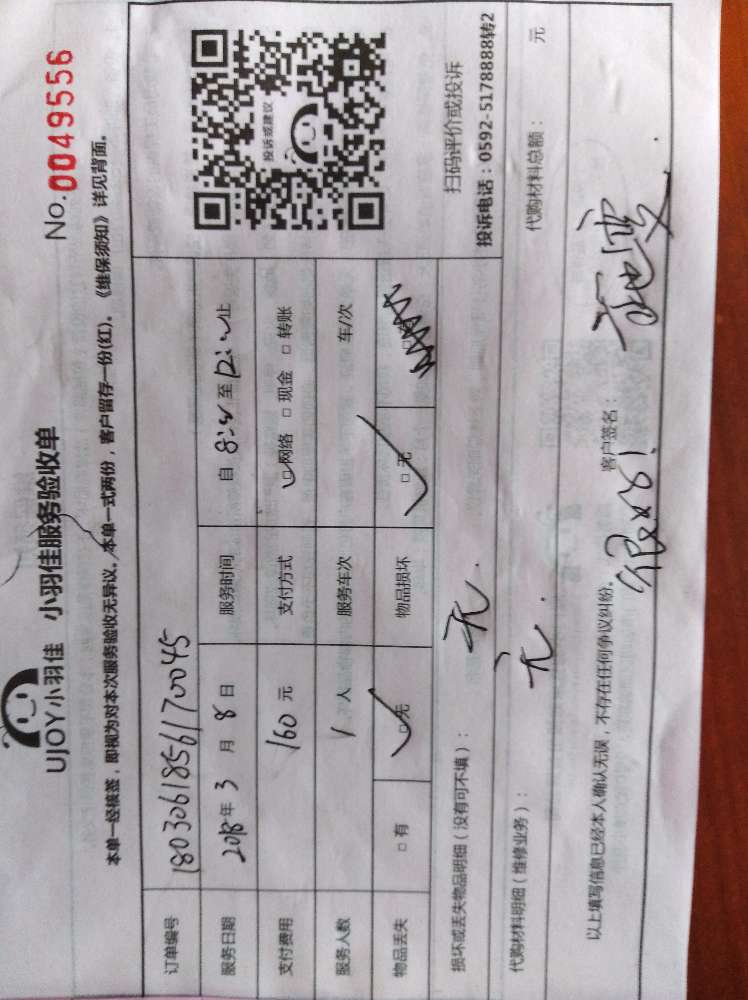 UJOY小羽佳 小羽佳服务验收单
No.0049556
本单一经核签，即视为对本次服务验收无异议。本单一式两份，客户留存一份(红)。《维保须知》详见背面。
订单编号 180306185617 0045
服务日期 2018年 3 月 8 日 服务时间 自 8:00 至 12:00 止
支付费用 160 元 支付方式 □网络 □现金 □转账
服务人数 1 人 服务车次 车/次
物品丢失 □有 □无 物品损坏 □无
投诉或建议
扫码评价或投诉
投诉电话：0592-5178888转2
损坏或丢失物品明细（没有可不填）： 无.
代购材料明细（维修业务）： 无. 代购材料总额： 元
以上填写信息已经本人确认无误，不存在任何争议纠纷。 客户签名：
很好！